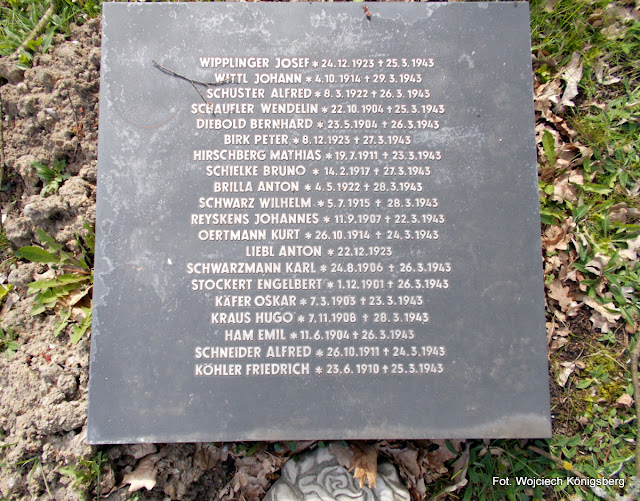 WIPPLINGER JOSEF * 24.12.1923 † 25.3.1943
WITTL JOHANN * 4.10.1914 † 29.3.1943
SCHUSTER ALFRED * 8.3.1922 † 26.3.1943
SCHAUFLER WENDELIN * 22.10.1904 † 25.3.1943
DIEBOLD BERNHARD * 23.5.1904 † 26.3.1943
BIRK PETER * 8.12.1923 † 27.3.1943
HIRSCHBERG MATHIAS * 19.7.1911 † 23.3.1943
SCHIELKE BRUNO * 14.2.1917 † 27.3.1943
BRILLA ANTON * 4.5.1922 † 28.3.1943
SCHWARZ WILHELM * 5.7.1915 † 28.3.1943
REYSKENS JOHANNES * 11.9.1907 † 22.3.1943
OERTMANN KURT * 26.10.1914 † 24.3.1943
LIEBL ANTON * 22.12.1923
SCHWARZMANN KARL * 24.8.1906 † 26.3.1943
STOCKERT ENGELBERT * 1.12.1901 † 26.3.1943
KÄFER OSKAR * 7.3.1903 † 23.3.1943
KRAUS HUGO * 7.11.1908 † 28.3.1943
HAM EMIL * 11.6.1904 † 26.3.1943
SCHNEIDER ALFRED * 26.10.1911 † 24.3.1943
KÖHLER FRIEDRICH * 23.6.1910 † 25.3.1943
Fot. Wojciech Königsberg